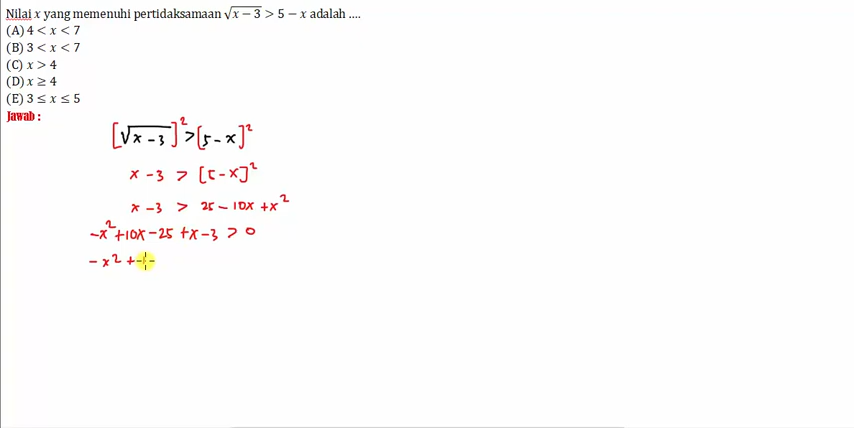 Nilai x yang memenuhi pertidaksamaan √(x − 3) > 5 − x adalah ....
(A) 4 < x < 7
(B) 3 < x < 7
(C) x > 4
(D) x ≥ 4
(E) 3 ≤ x ≤ 5
Jawab :
[√(x − 3)]² > [5 − x]²
x − 3 > [5 − x]²
x − 3 > 25 − 10x + x²
−x² + 10x − 25 + x − 3 > 0
−x² +